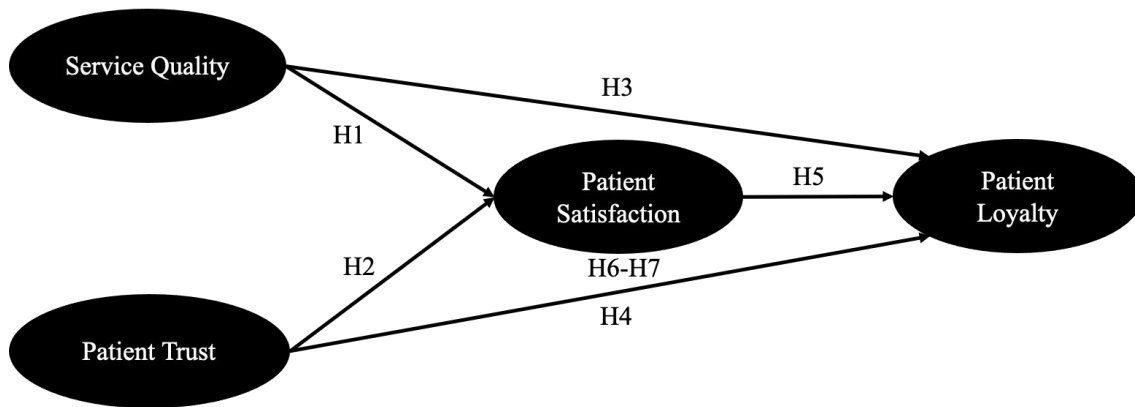 Service Quality
H3
H1
Patient
Satisfaction
H5
Patient
Loyalty
H2
H6-H7
H4
Patient Trust